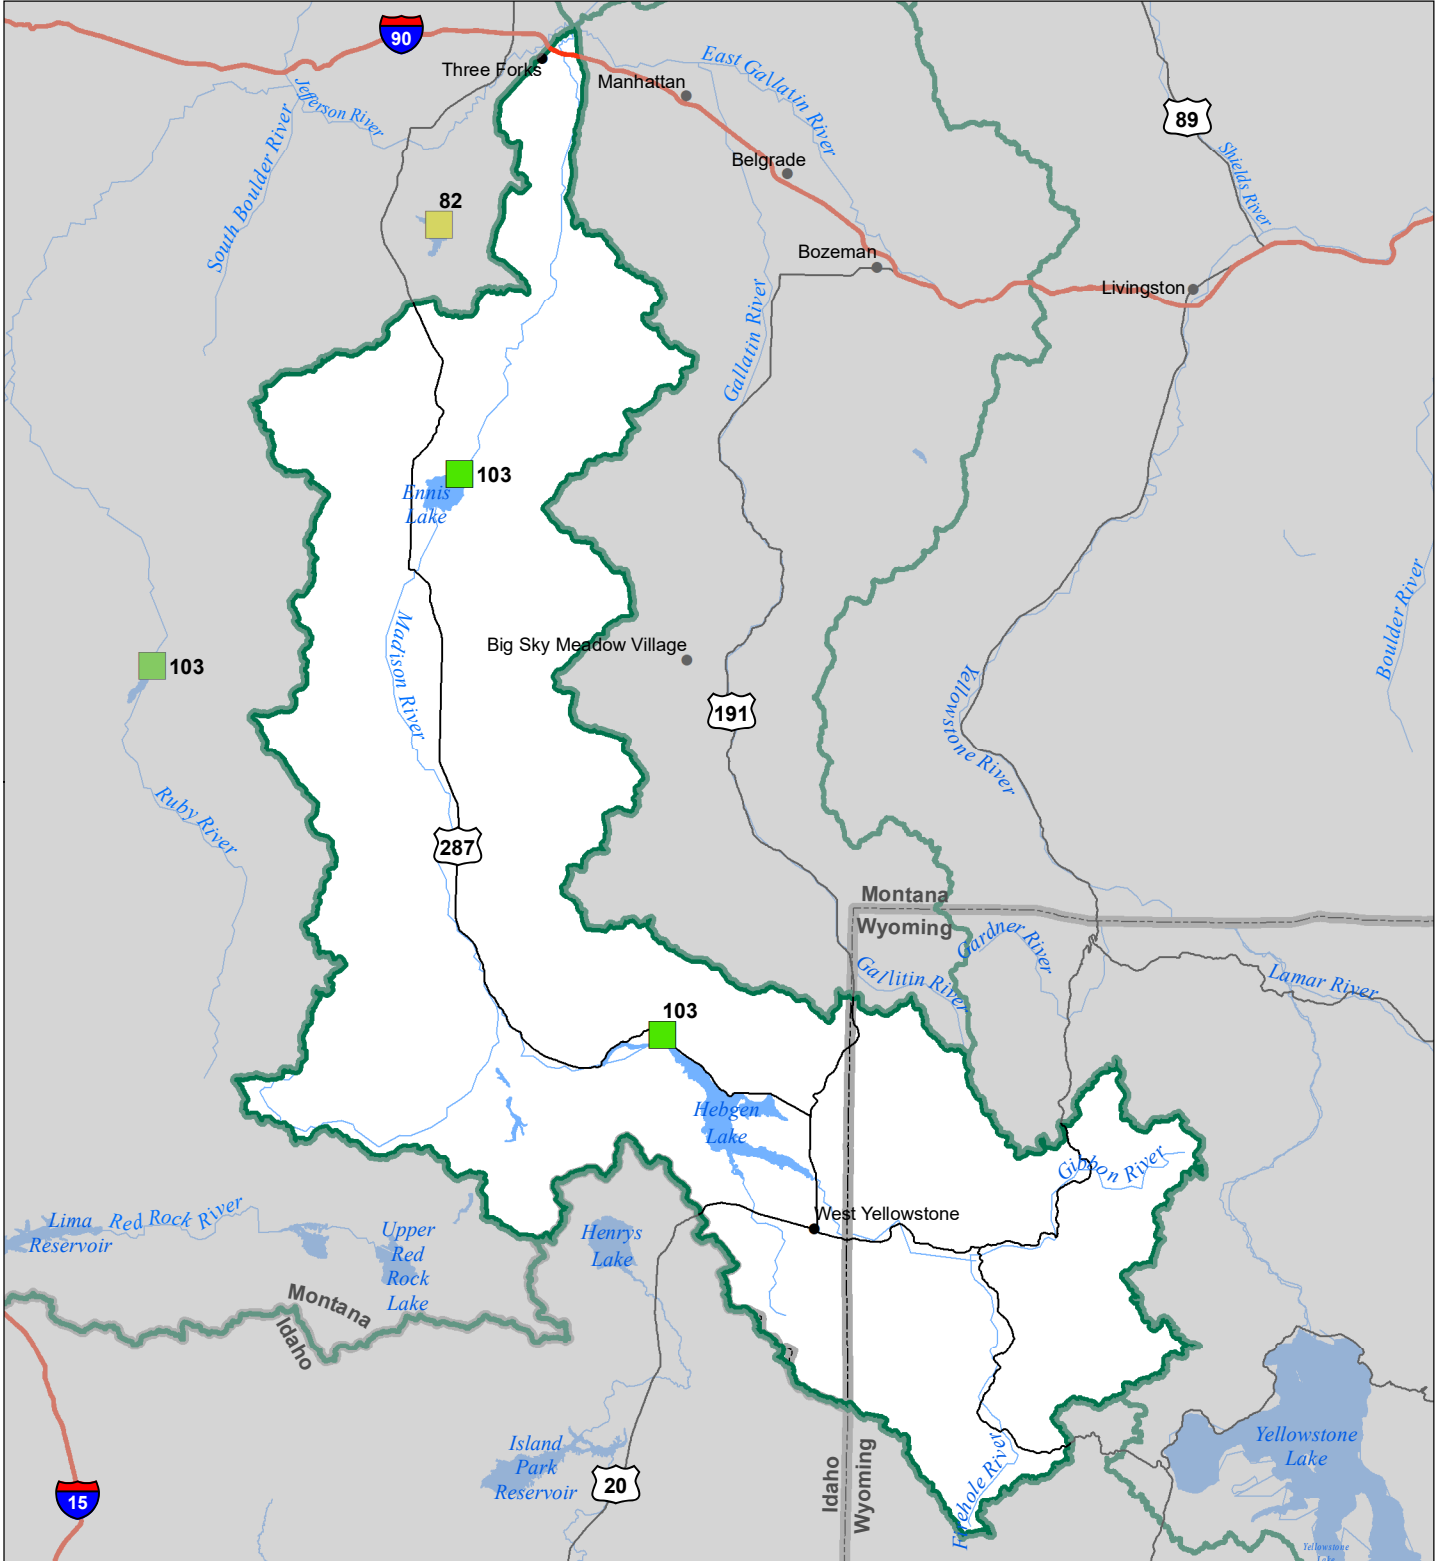 90
Three Forks
Manhattan
East Gallatin River
89
Jefferson River
South Boulder River
Shields River
Belgrade
82
Bozeman
Livingston
Gallatin River
103
Ennis
Lake
Madison River
Boulder River
Big Sky Meadow Village
103
191
Yellowstone River
Ruby River
287
Montana
Wyoming
Gardner River
Gallitin River
Lamar River
103
Hebgen
Lake
Gibbon River
West Yellowstone
Lima
Reservoir
Red Rock River
Upper
Red
Rock
Lake
Henrys
Lake
Montana
Idaho
Island
Park
Reservoir
20
15
Idaho
Wyoming
Firehole River
Yellowstone
Lake
Yellowstone
Lake